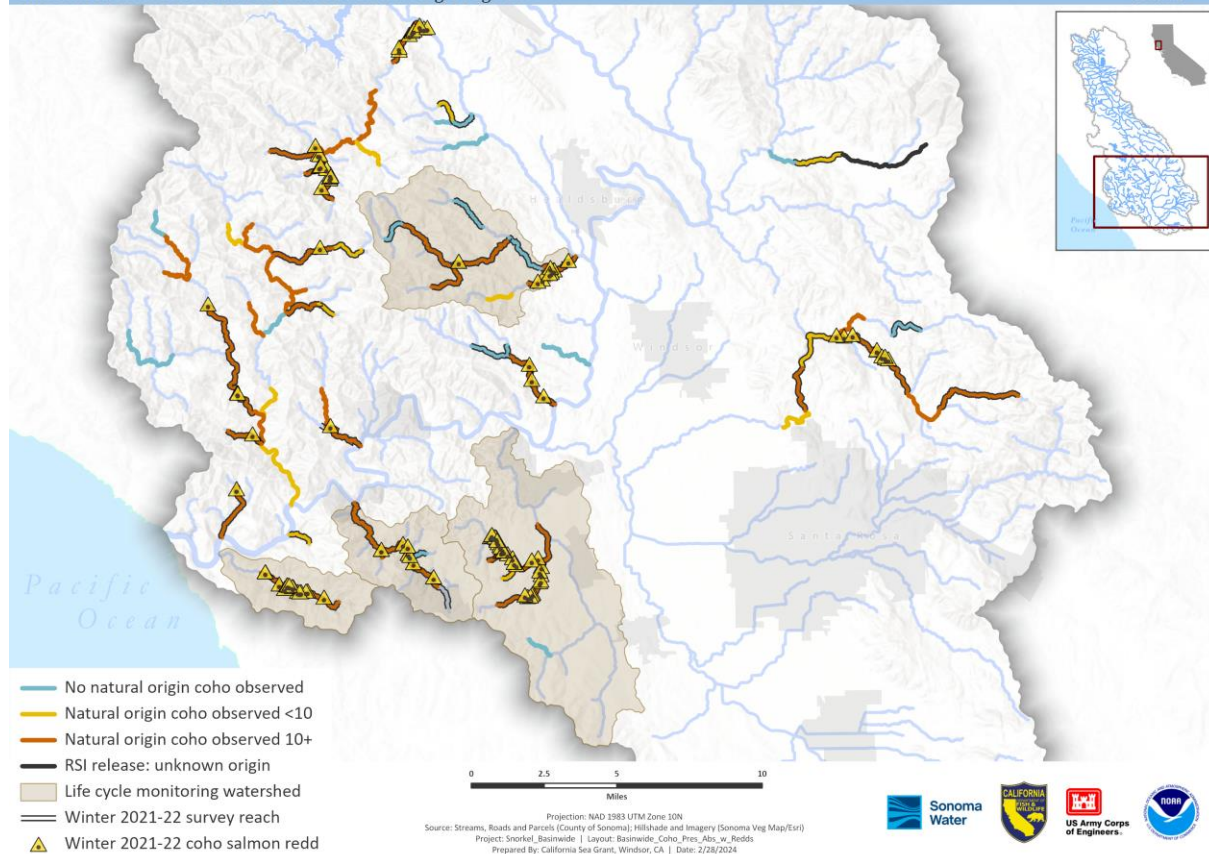 Pacific
Ocean
Healdsburg
Windsor
Santa Rosa
Pacific
Ocean
No natural origin coho observed
Natural origin coho observed <10
Natural origin coho observed 10+
RSI release: unknown origin
Life cycle monitoring watershed
Winter 2021-22 survey reach
Winter 2021-22 coho salmon redd
0 2.5 5 10
Miles
Projection: NAD 1983 UTM Zone 10N
Source: Streams, Roads and Parcels (County of Sonoma); Hillshade and Imagery (Sonoma Veg Map/Esri)
Project: Snorkel_Basinwide | Layout: Basinwide_Coho_Pres_Abs_w_Redds
Prepared By: California Sea Grant, Windsor, CA | Date: 2/28/2024
Sonoma
Water
CALIFORNIA
FISH &
WILDLIFE
US Army Corps
of Engineers®
NOAA